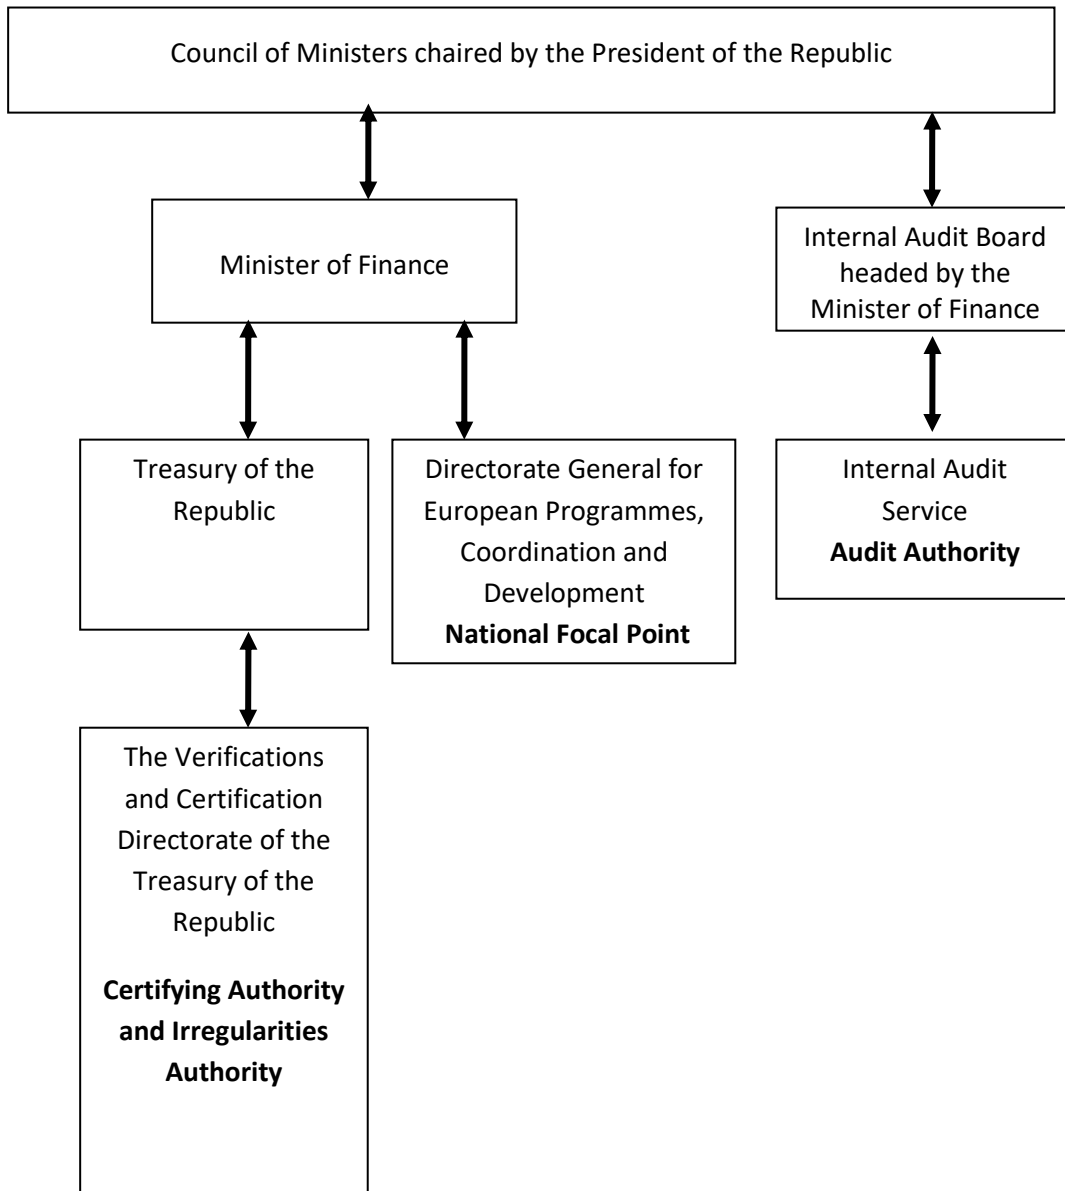 Council of Ministers chaired by the President of the Republic
Minister of Finance
Internal Audit Board
headed by the
Minister of Finance
Treasury of the
Republic
Directorate General for
European Programmes,
Coordination and
Development
National Focal Point
Internal Audit
Service
Audit Authority
The Verifications
and Certification
Directorate of the
Treasury of the
Republic
Certifying Authority
and Irregularities
Authority